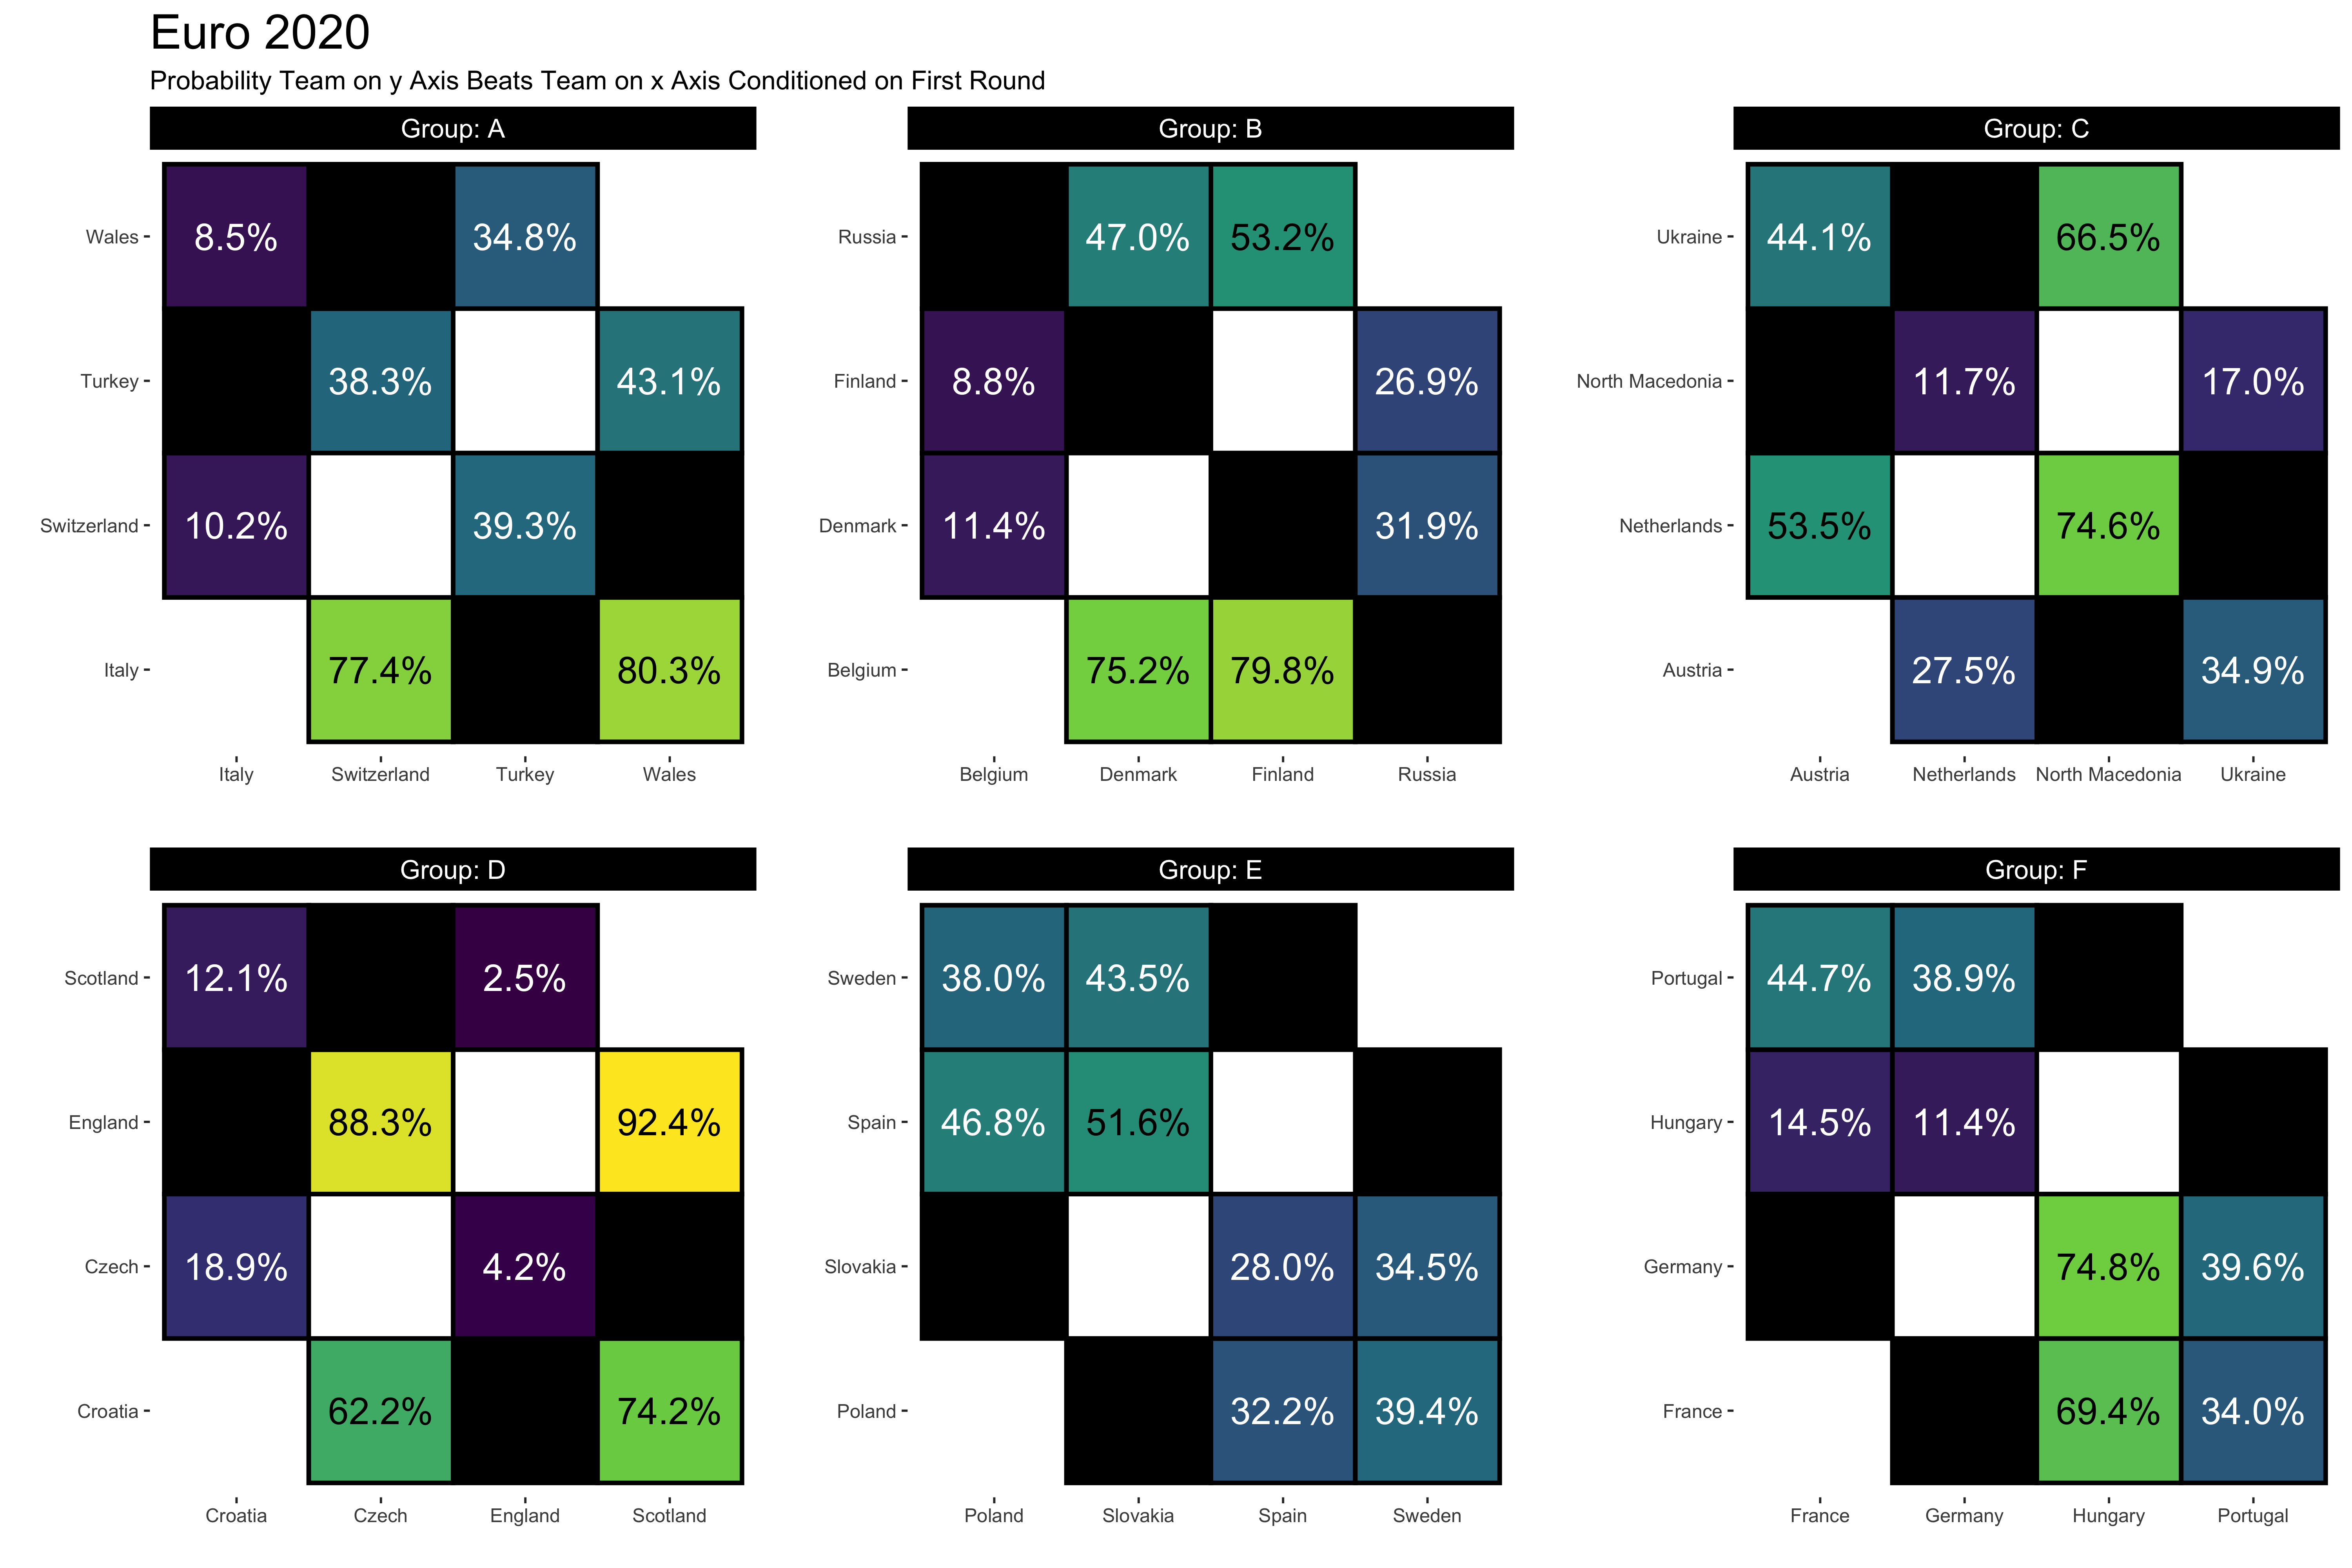 Euro 2020
Probability Team on y Axis Beats Team on x Axis Conditioned on First Round
Group: A
Wales 8.5% 34.8%
Turkey 38.3% 43.1%
Switzerland 10.2% 39.3%
Italy 77.4% 80.3%
Italy Switzerland Turkey Wales
Group: B
Russia 47.0% 53.2%
Finland 8.8% 26.9%
Denmark 11.4% 31.9%
Belgium 75.2% 79.8%
Belgium Denmark Finland Russia
Group: C
Ukraine 44.1% 66.5%
North Macedonia 11.7% 17.0%
Netherlands 53.5% 74.6%
Austria 27.5% 34.9%
Austria Netherlands North Macedonia Ukraine
Group: D
Scotland 12.1% 2.5%
England 88.3% 92.4%
Czech 18.9% 4.2%
Croatia 62.2% 74.2%
Croatia Czech England Scotland
Group: E
Sweden 38.0% 43.5%
Spain 46.8% 51.6%
Slovakia 28.0% 34.5%
Poland 32.2% 39.4%
Poland Slovakia Spain Sweden
Group: F
Portugal 44.7% 38.9%
Hungary 14.5% 11.4%
Germany 74.8% 39.6%
France 69.4% 34.0%
France Germany Hungary Portugal